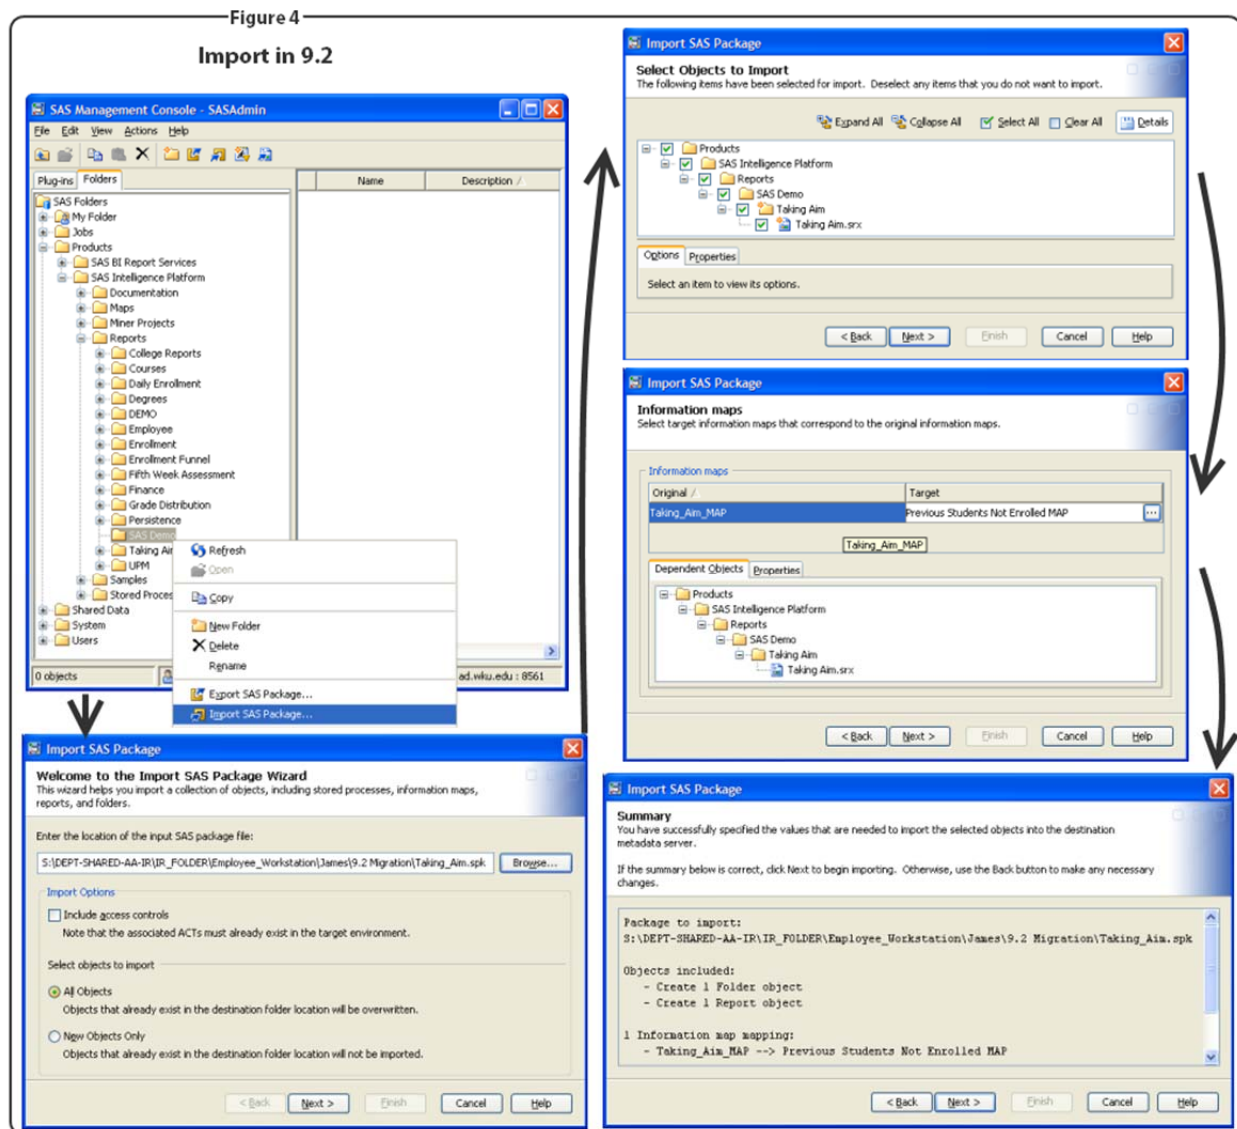 Figure 4
Import in 9.2
SAS Management Console - SASAdmin
File Edit View Actions Help
Plug-ins Folders
Name Description
SAS Folders
My Folder
Jobs
Products
SAS BI Report Services
SAS Intelligence Platform
Documentation
Maps
Miner Projects
Reports
College Reports
Courses
Daily Enrollment
Degrees
DEMO
Employee
Enrollment
Enrollment Funnel
Fifth Week Assessment
Finance
Grade Distribution
Persistence
SAS Demo
Taking Aim
UPM
Samples
Stored Proces
Shared Data
System
Users
0 objects
ad.wku.edu : 8561
Refresh
Open
Copy
New Folder
Delete
Rename
Export SAS Package...
Import SAS Package...
Import SAS Package
Welcome to the Import SAS Package Wizard
This wizard helps you import a collection of objects, including stored processes, information maps,
reports, and folders.
Enter the location of the input SAS package file:
S:\DEPT-SHARED-AA-IR\IR_FOLDER\Employee_Workstation\James\9.2 Migration\Taking_Aim.spk Browse...
Import Options
Include access controls
Note that the associated ACTs must already exist in the target environment.
Select objects to import
All Objects
Objects that already exist in the destination folder location will be overwritten.
New Objects Only
Objects that already exist in the destination folder location will not be imported.
< Back Next > Finish Cancel Help
Import SAS Package
Select Objects to Import
The following items have been selected for import. Deselect any items that you do not want to import.
Expand All Collapse All Select All Clear All Details
Products
SAS Intelligence Platform
Reports
SAS Demo
Taking Aim
Taking Aim.srx
Options Properties
Select an item to view its options.
< Back Next > Finish Cancel Help
Import SAS Package
Information maps
Select target information maps that correspond to the original information maps.
Information maps
Original Target
Taking_Aim_MAP Previous Students Not Enrolled MAP ...
Taking_Aim_MAP
Dependent Objects Properties
Products
SAS Intelligence Platform
Reports
SAS Demo
Taking Aim
Taking Aim.srx
< Back Next > Finish Cancel Help
Import SAS Package
Summary
You have successfully specified the values that are needed to import the selected objects into the destination
metadata server.
If the summary below is correct, click Next to begin importing. Otherwise, use the Back button to make any necessary
changes.
Package to import:
S:\DEPT-SHARED-AA-IR\IR_FOLDER\Employee_Workstation\James\9.2 Migration\Taking_Aim.spk
Objects included:
- Create 1 Folder object
- Create 1 Report object
1 Information map mapping:
- Taking_Aim_MAP --> Previous Students Not Enrolled MAP
< Back Next > Finish Cancel Help